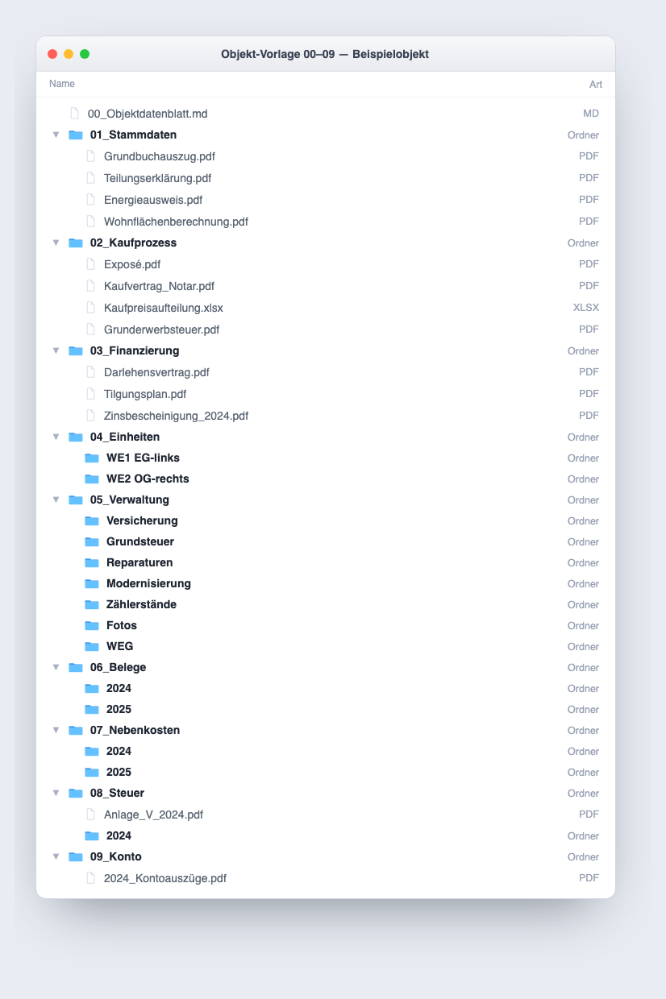 Objekt-Vorlage 00–09 — Beispielobjekt
Name Art
00_Objektdatenblatt.md MD
01_Stammdaten Ordner
Grundbuchauszug.pdf PDF
Teilungserklärung.pdf PDF
Energieausweis.pdf PDF
Wohnflächenberechnung.pdf PDF
02_Kaufprozess Ordner
Exposé.pdf PDF
Kaufvertrag_Notar.pdf PDF
Kaufpreisaufteilung.xlsx XLSX
Grunderwerbsteuer.pdf PDF
03_Finanzierung Ordner
Darlehensvertrag.pdf PDF
Tilgungsplan.pdf PDF
Zinsbescheinigung_2024.pdf PDF
04_Einheiten Ordner
WE1 EG-links Ordner
WE2 OG-rechts Ordner
05_Verwaltung Ordner
Versicherung Ordner
Grundsteuer Ordner
Reparaturen Ordner
Modernisierung Ordner
Zählerstände Ordner
Fotos Ordner
WEG Ordner
06_Belege Ordner
2024 Ordner
2025 Ordner
07_Nebenkosten Ordner
2024 Ordner
2025 Ordner
08_Steuer Ordner
Anlage_V_2024.pdf PDF
2024 Ordner
09_Konto Ordner
2024_Kontoauszüge.pdf PDF